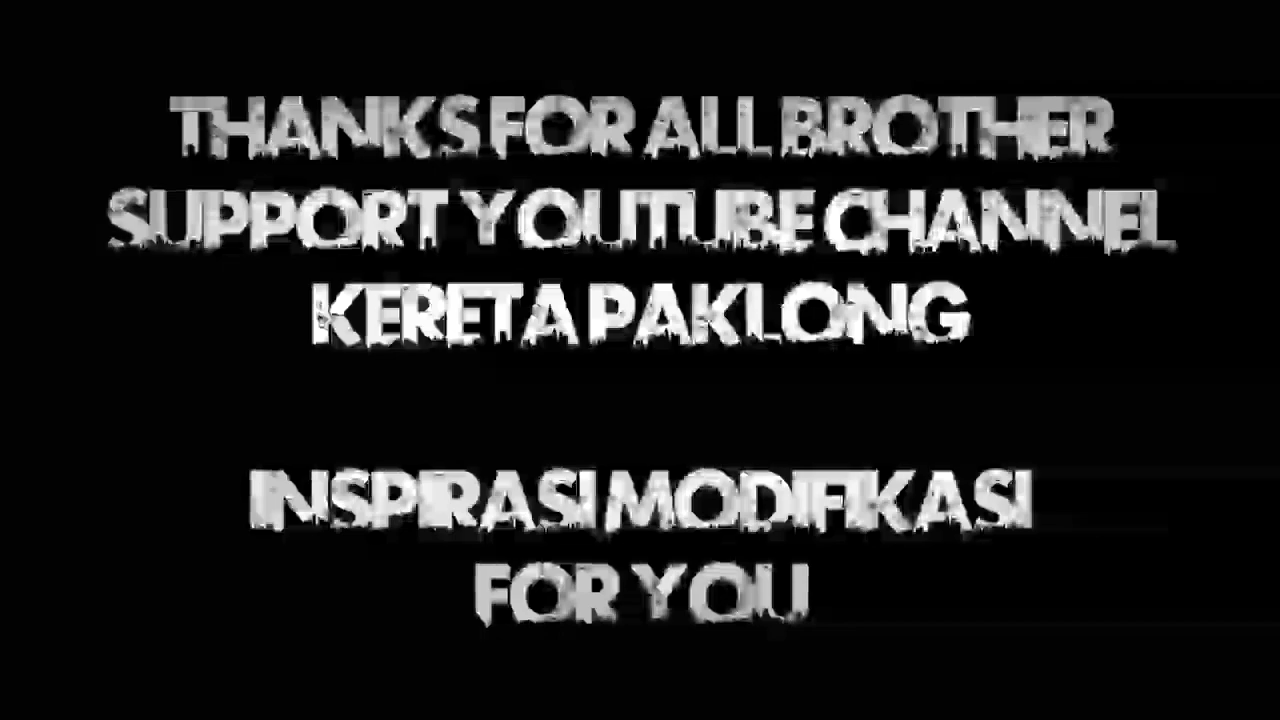 THANKS FOR ALL BROTHER
SUPPORT YOUTUBE CHANNEL
KERETA PAKLONG
INSPIRASI MODIFIKASI
FOR YOU